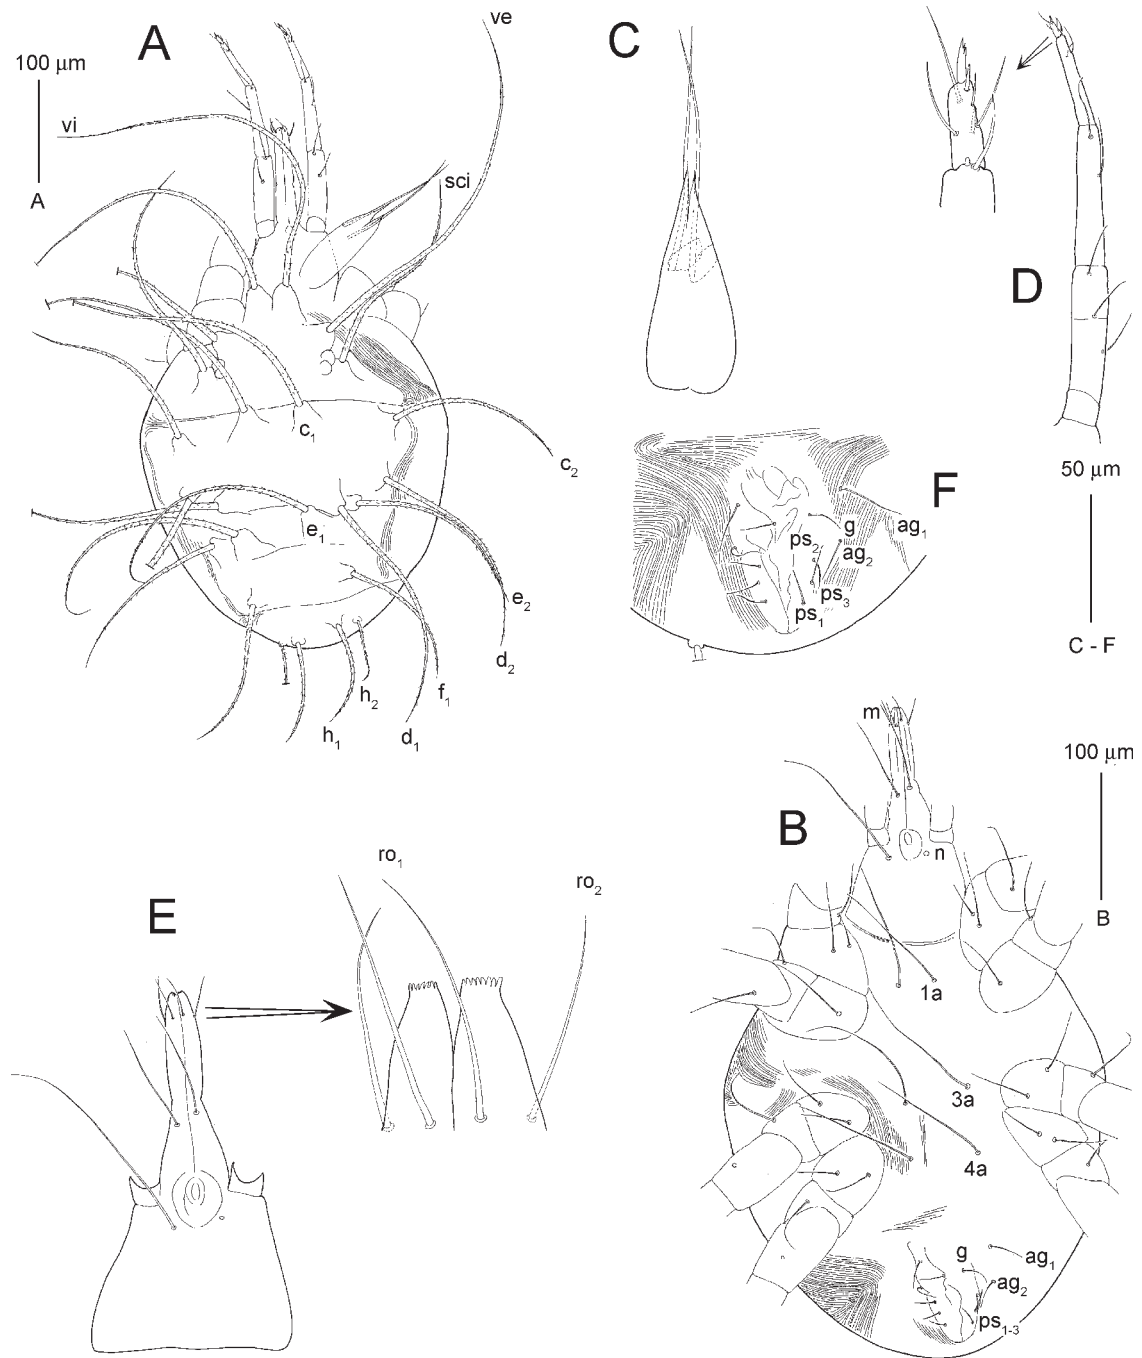 A
100 µm
A
vi
ve
sci
c1
c2
e1
e2
d2
f1
d1
h2
h1
C
D
50 µm
C - F
F
g
ag1
ag2
ps2
ps3
ps1
B
100 µm
B
m
n
1a
3a
4a
g
ag1
ag2
ps1-3
E
ro1
ro2